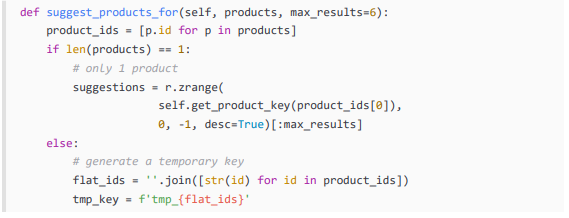 def suggest_products_for(self, products, max_results=6):
    product_ids = [p.id for p in products]
    if len(products) == 1:
        # only 1 product
        suggestions = r.zrange(
                        self.get_product_key(product_ids[0]),
                        0, -1, desc=True)[:max_results]
    else:
        # generate a temporary key
        flat_ids = ''.join([str(id) for id in product_ids])
        tmp_key = f'tmp_{flat_ids}'